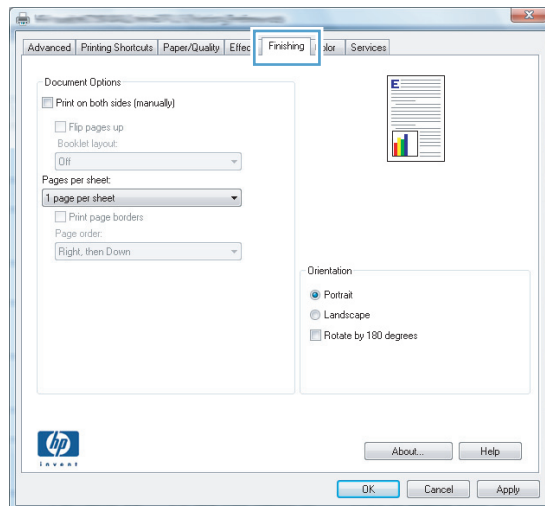 Advanced Printing Shortcuts Paper/Quality Finishing Services
Document Options
Print on both sides (manually)
Flip pages up
Booklet layout:
Off
Pages per sheet:
1 page per sheet
Print page borders
Page order:
Right, then Down
E
Orientation
Portrait
Landscape
Rotate by 180 degrees
hp
invent
About... Help
OK Cancel Apply